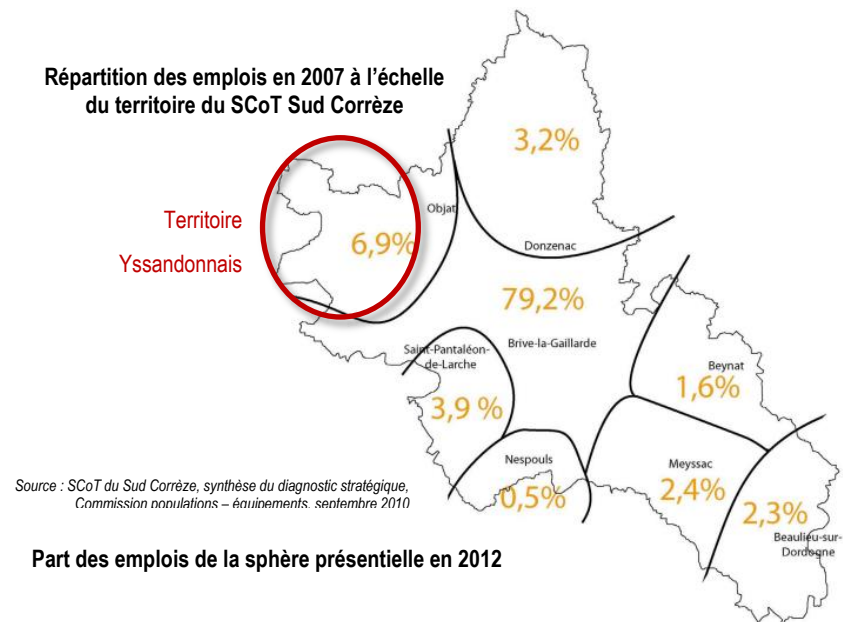 Répartition des emplois en 2007 à l'échelle
du territoire du SCoT Sud Corrèze
3,2%
Territoire
Yssandonnais
Objat
6,9%
Donzenac
79,2%
Brive-la-Gaillarde
Saint-Pantaléon-
de-Larche
3,9 %
Beynat
1,6%
Nespouls
0,5%
Meyssac
2,4%
2,3%
Beaulieu-sur-
Dordogne
Source : SCoT du Sud Corrèze, synthèse du diagnostic stratégique,
Commission populations – équipements, septembre 2010
Part des emplois de la sphère présentielle en 2012